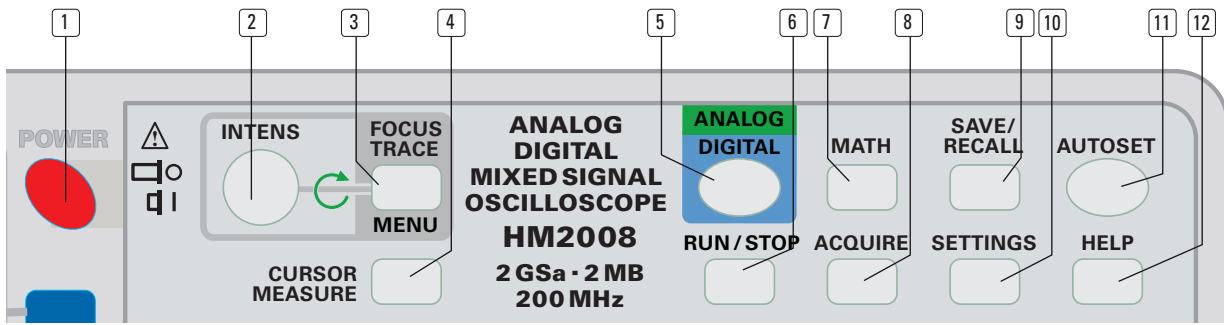 1 2 3 4 5 6 7 8 9 10 11 12
POWER
INTENS
FOCUS
TRACE
MENU
CURSOR
MEASURE
ANALOG
DIGITAL
MIXED SIGNAL
OSCILLOSCOPE
HM2008
2 GSa · 2 MB
200 MHz
ANALOG
DIGITAL
RUN / STOP
MATH
ACQUIRE
SAVE/
RECALL
SETTINGS
AUTOSET
HELP